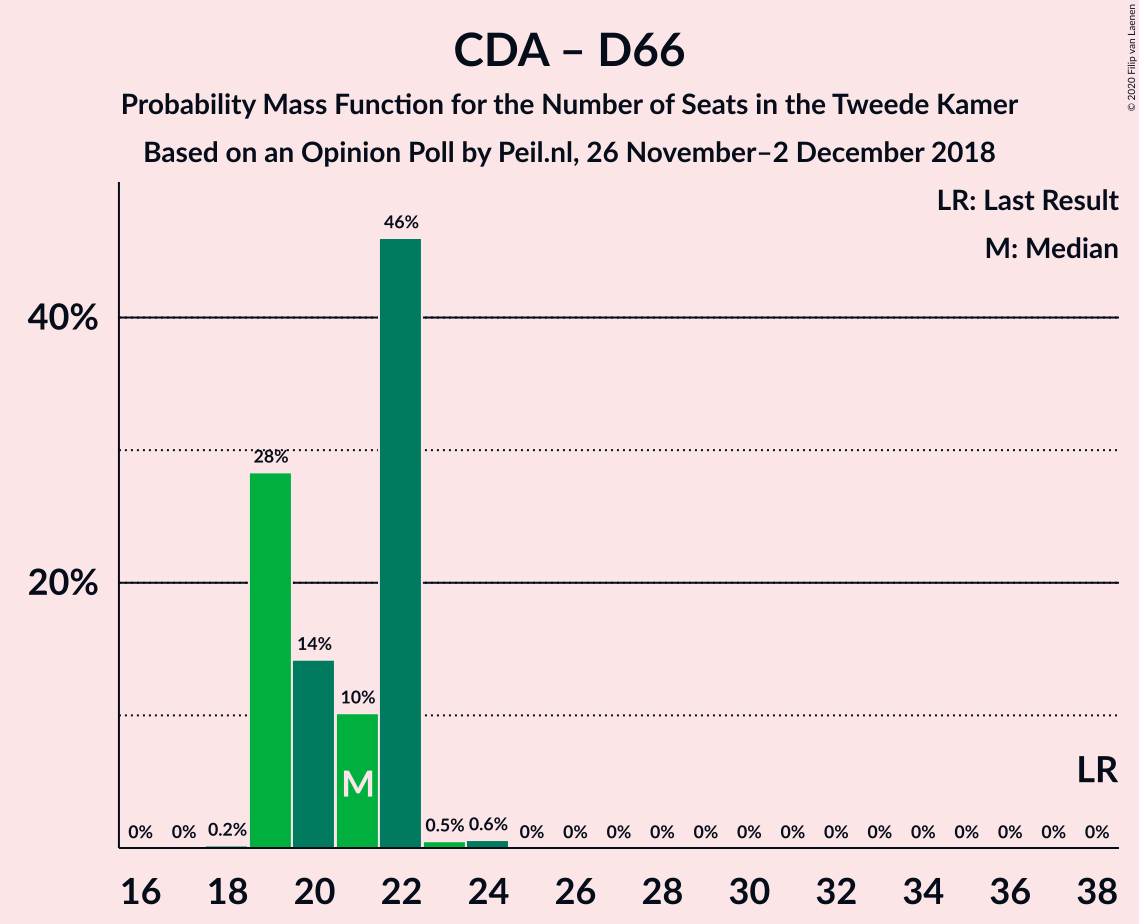 CDA – D66
Probability Mass Function for the Number of Seats in the Tweede Kamer
Based on an Opinion Poll by Peil.nl, 26 November–2 December 2018
© 2020 Filip van Laenen
LR: Last Result
M: Median
46%
40%
28%
20%
14%
10%
M
LR
0% 0% 0.2% 0.5% 0.6% 0% 0% 0% 0% 0% 0% 0% 0% 0% 0% 0% 0% 0% 0%
16 18 20 22 24 26 28 30 32 34 36 38